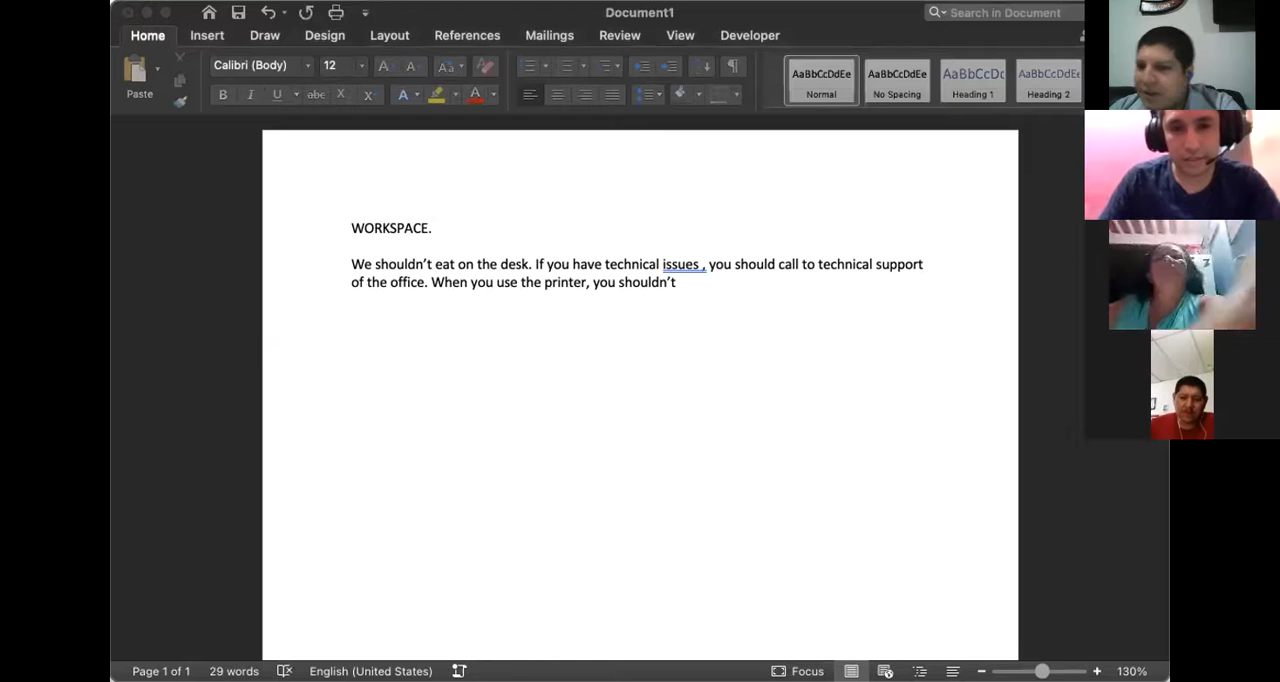 Document1
Search in Document
Home Insert Draw Design Layout References Mailings Review View Developer
Paste
Calibri (Body) 12
AaBbCcDdEe AaBbCcDdEe AaBbCcDc AaBbCcDdEe
Normal No Spacing Heading 1 Heading 2
WORKSPACE.
We shouldn’t eat on the desk. If you have technical issues , you should call to technical support
of the office. When you use the printer, you shouldn’t
Page 1 of 1 29 words English (United States) Focus 130%